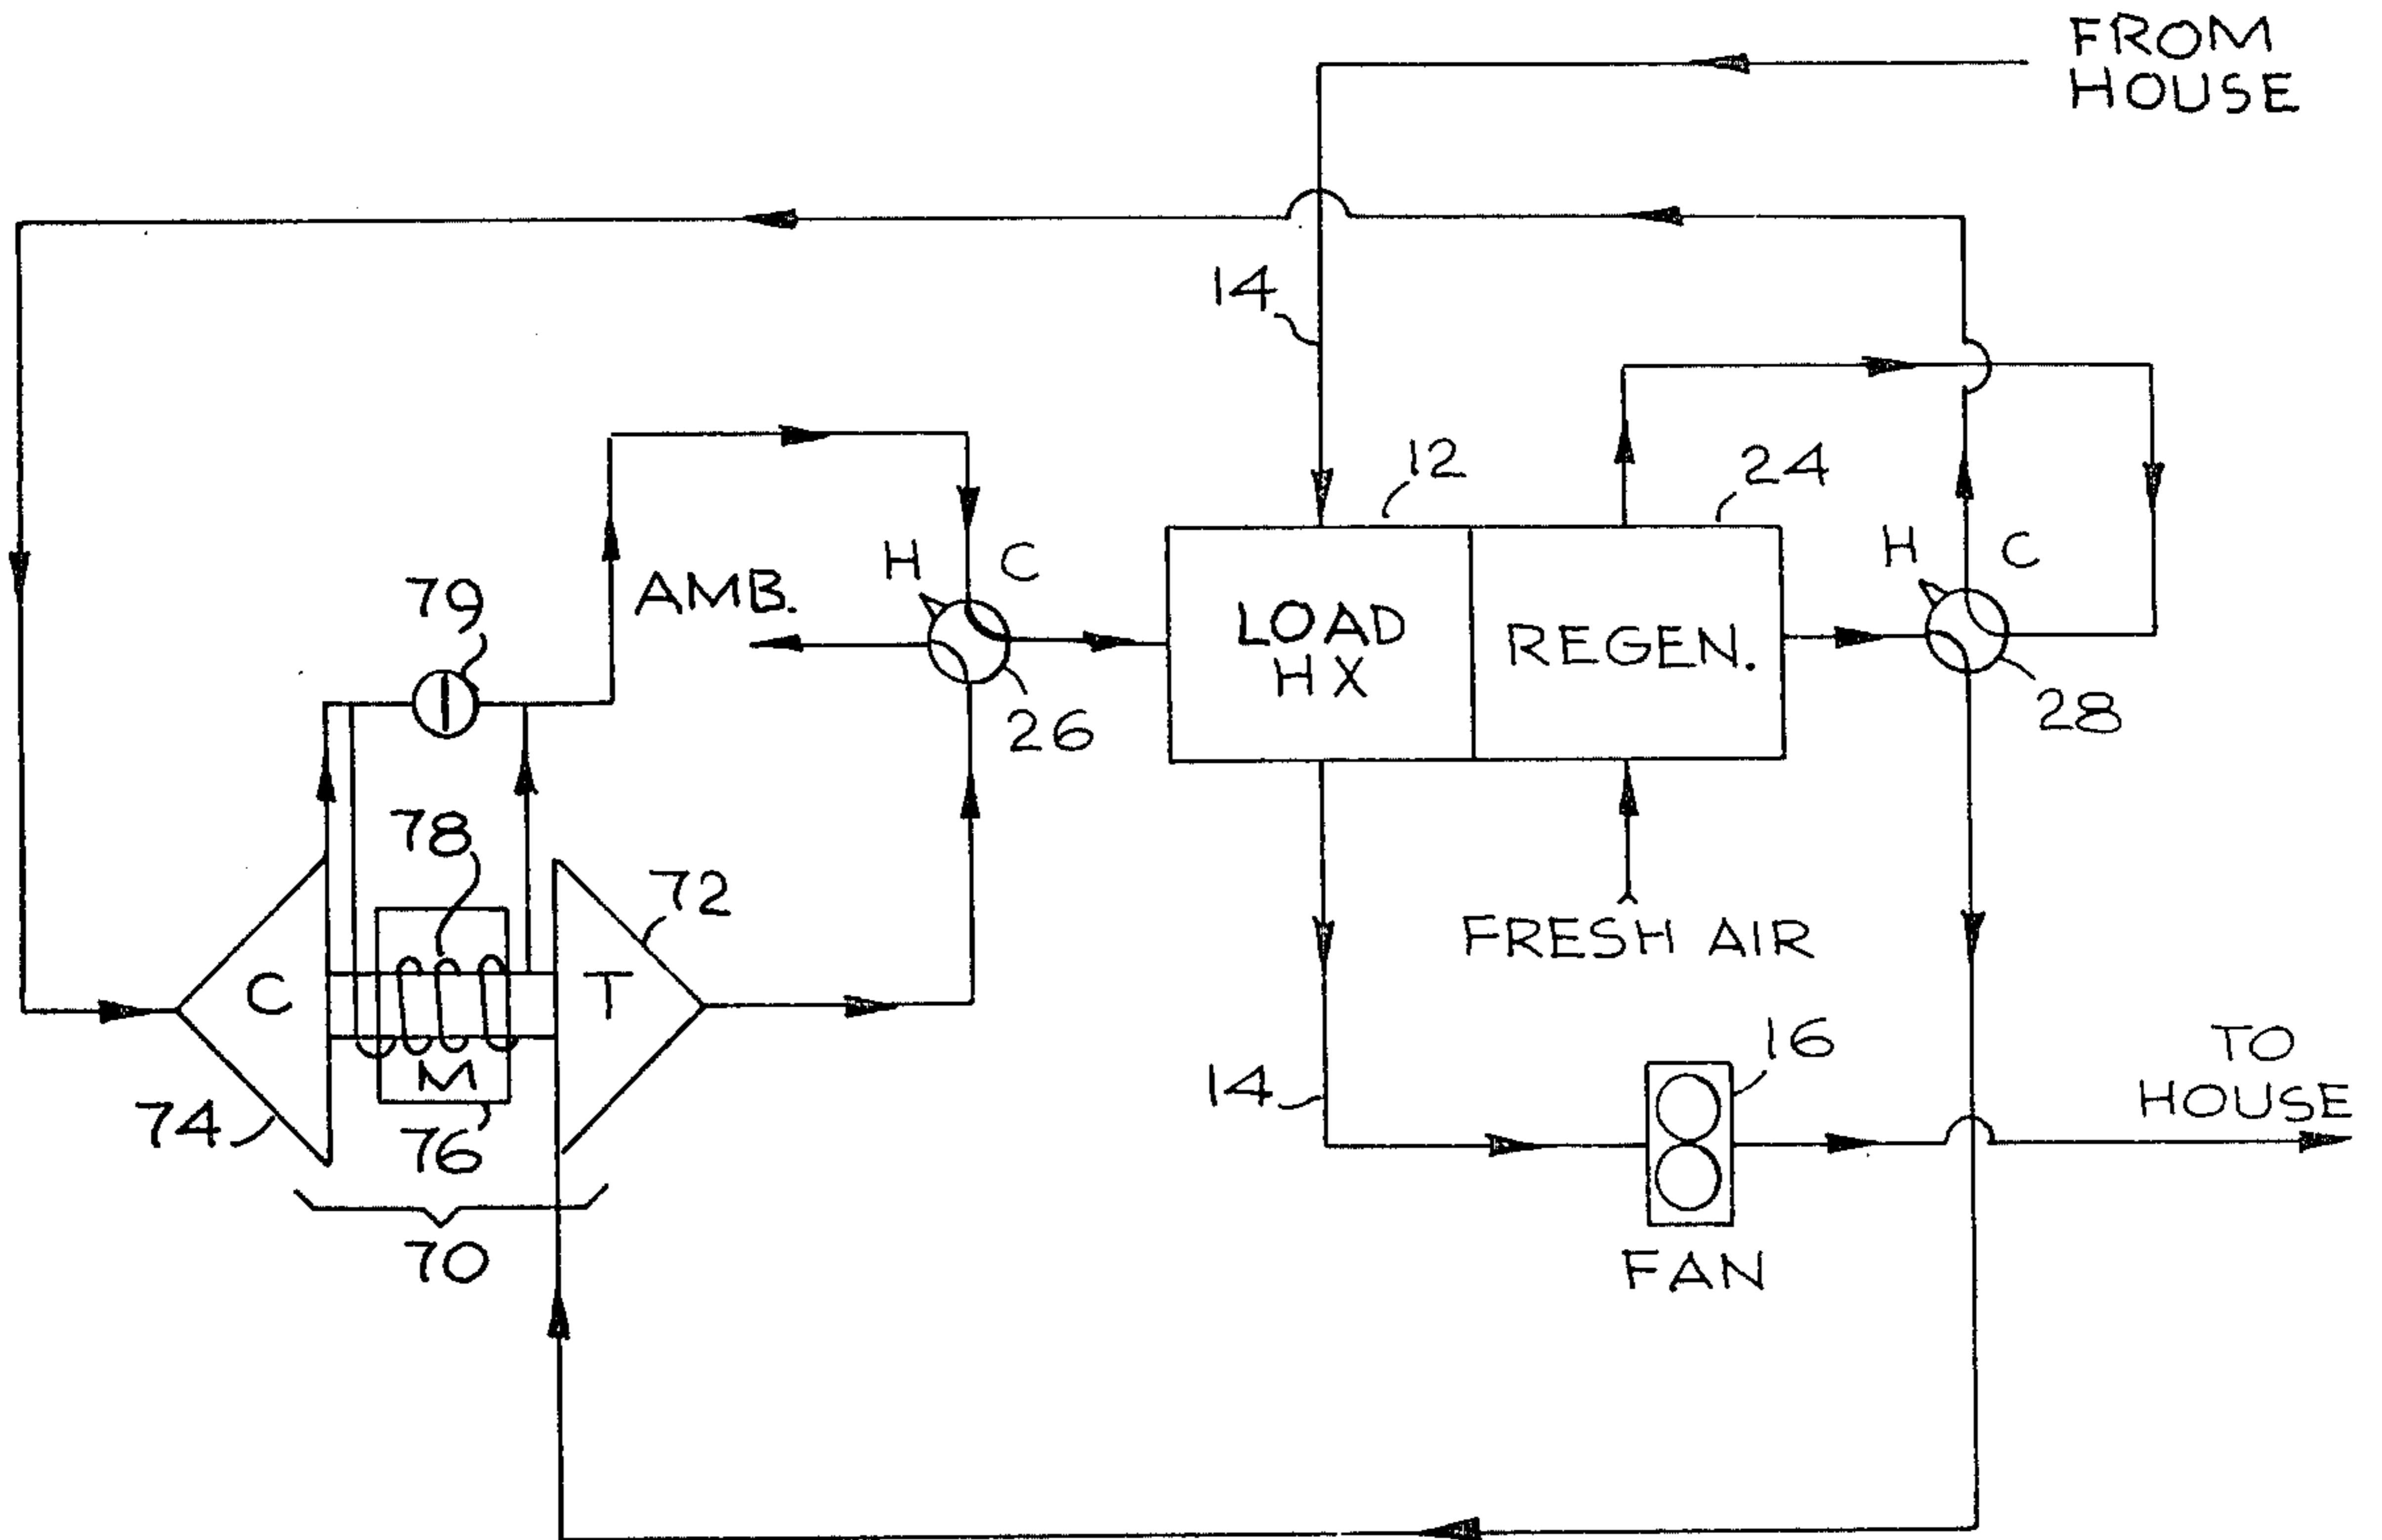 FROM
HOUSE
14
12
24
H
C
H
C
79
AMB.
LOAD
HX
REGEN.
26
28
78
72
FRESH AIR
C
T
M
16
TO
HOUSE
14
74
76
70
FAN